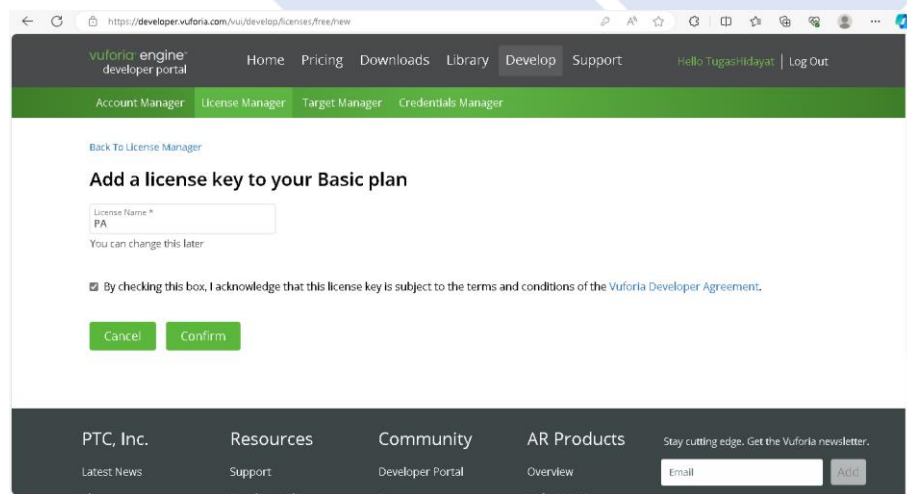 https://developer.vuforia.com/vui/develop/licenses/free/new
vuforia engine™ developer portal
Home Pricing Downloads Library Develop Support Hello TugasHidayat | Log Out
Account Manager License Manager Target Manager Credentials Manager
Back To License Manager
Add a license key to your Basic plan
License Name *
PA
You can change this later
By checking this box, I acknowledge that this license key is subject to the terms and conditions of the Vuforia Developer Agreement.
Cancel Confirm
PTC, Inc. Resources Community AR Products Stay cutting edge. Get the Vuforia newsletter.
Latest News Support Developer Portal Overview Email Add